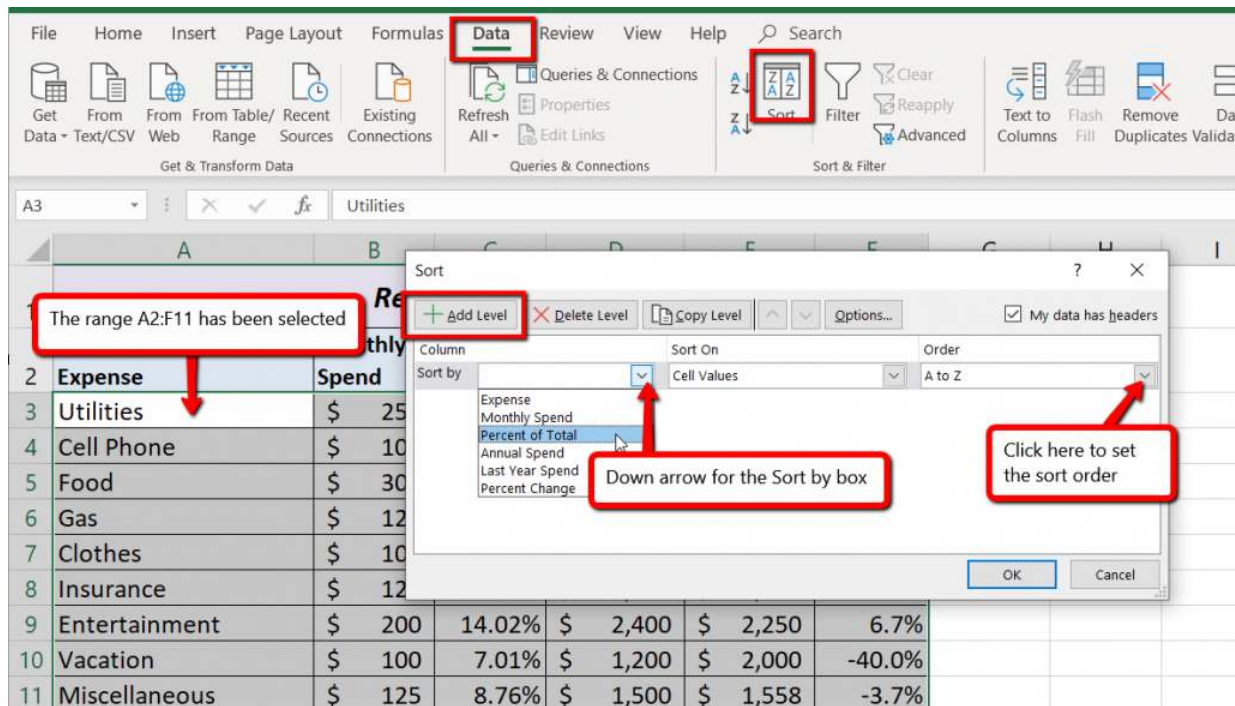 File Home Insert Page Layout Formulas Data Review View Help Search
Get Data From Text/CSV From Web From Table/ Range Recent Sources Existing Connections Refresh All Queries & Connections Properties Edit Links Sort Filter Clear Reapply Advanced Text to Columns Flash Fill Remove Duplicates
Get & Transform Data Queries & Connections Sort & Filter
A3 fx Utilities
A B G H I
Sort ? ×
1
The range A2:F11 has been selected
Add Level Delete Level Copy Level Options... My data has headers
Column Sort On Order
Sort by Cell Values A to Z
Expense
Monthly Spend
Percent of Total
Annual Spend
Last Year Spend
Percent Change
Down arrow for the Sort by box
Click here to set
the sort order
OK Cancel
2 Expense Spend
3 Utilities $ 25
4 Cell Phone $ 10
5 Food $ 30
6 Gas $ 12
7 Clothes $ 10
8 Insurance $ 12
9 Entertainment $ 200 14.02% $ 2,400 $ 2,250 6.7%
10 Vacation $ 100 7.01% $ 1,200 $ 2,000 -40.0%
11 Miscellaneous $ 125 8.76% $ 1,500 $ 1,558 -3.7%